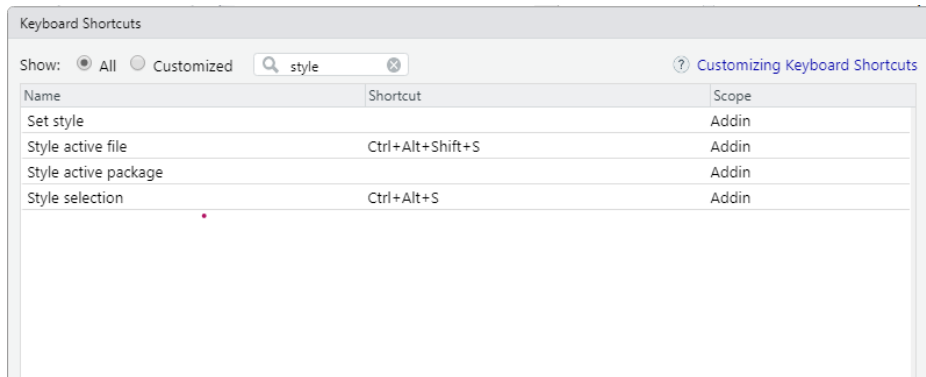 Keyboard Shortcuts
Show: All Customized style ? Customizing Keyboard Shortcuts
Name Shortcut Scope
Set style Addin
Style active file Ctrl+Alt+Shift+S Addin
Style active package Addin
Style selection Ctrl+Alt+S Addin